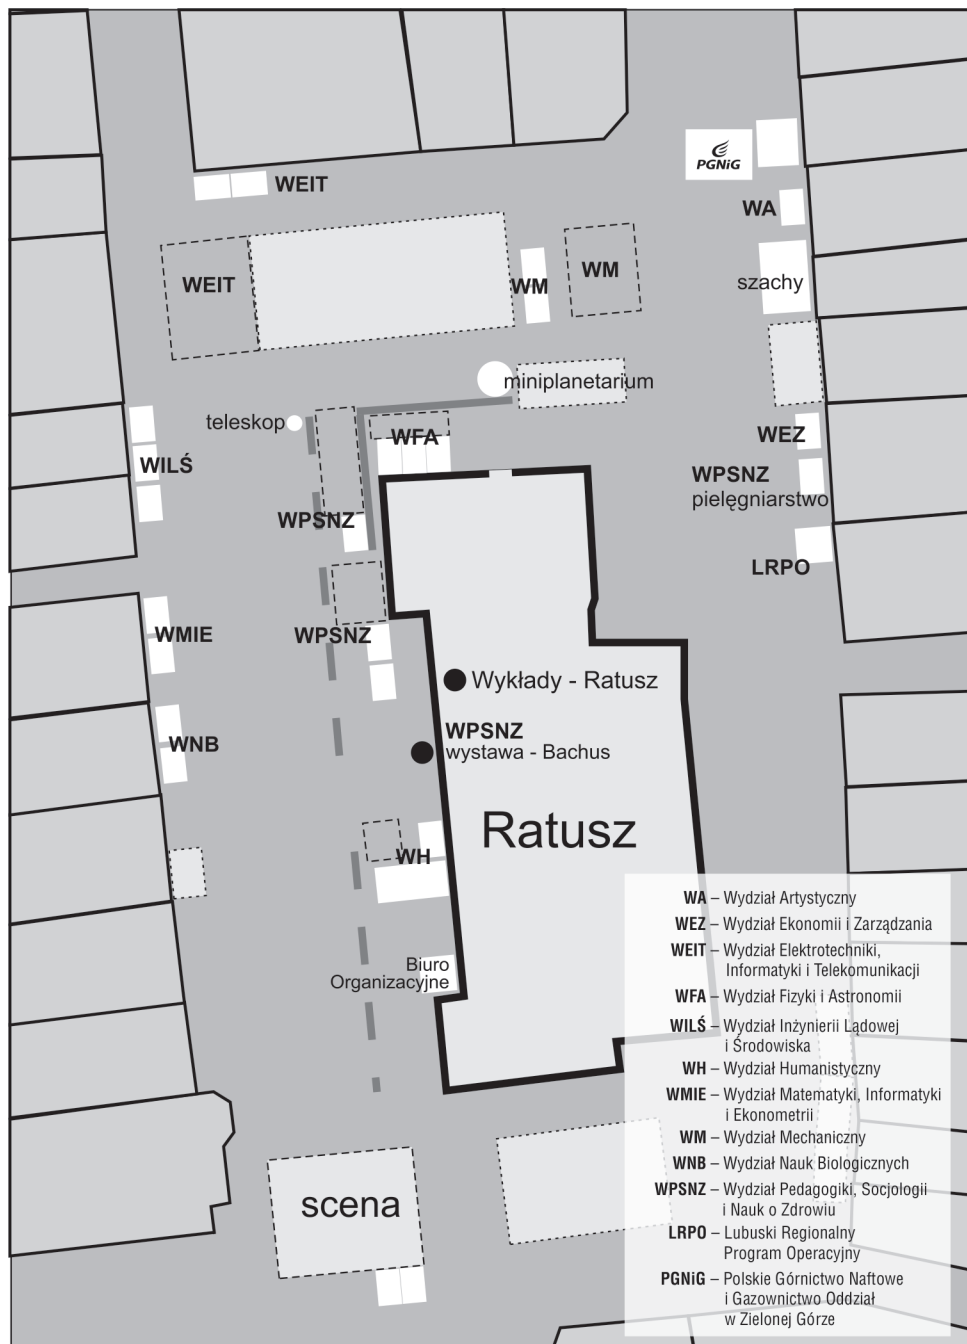 PGNiG
WEIT
WA
WEIT
WM
WM
szachy
miniplanetarium
teleskop
WFA
WEZ
WILŚ
WPSNZ
pielęgniarstwo
WPSNZ
LRPO
WMIE
WPSNZ
Wykłady - Ratusz
WPSNZ
wystawa - Bachus
WNB
Ratusz
WH
Biuro
Organizacyjne
scena
WA – Wydział Artystyczny
WEZ – Wydział Ekonomii i Zarządzania
WEIT – Wydział Elektrotechniki,
Informatyki i Telekomunikacji
WFA – Wydział Fizyki i Astronomii
WILŚ – Wydział Inżynierii Lądowej
i Środowiska
WH – Wydział Humanistyczny
WMIE – Wydział Matematyki, Informatyki
i Ekonometrii
WM – Wydział Mechaniczny
WNB – Wydział Nauk Biologicznych
WPSNZ – Wydział Pedagogiki, Socjologii
i Nauk o Zdrowiu
LRPO – Lubuski Regionalny
Program Operacyjny
PGNiG – Polskie Górnictwo Naftowe
i Gazownictwo Oddział
w Zielonej Górze